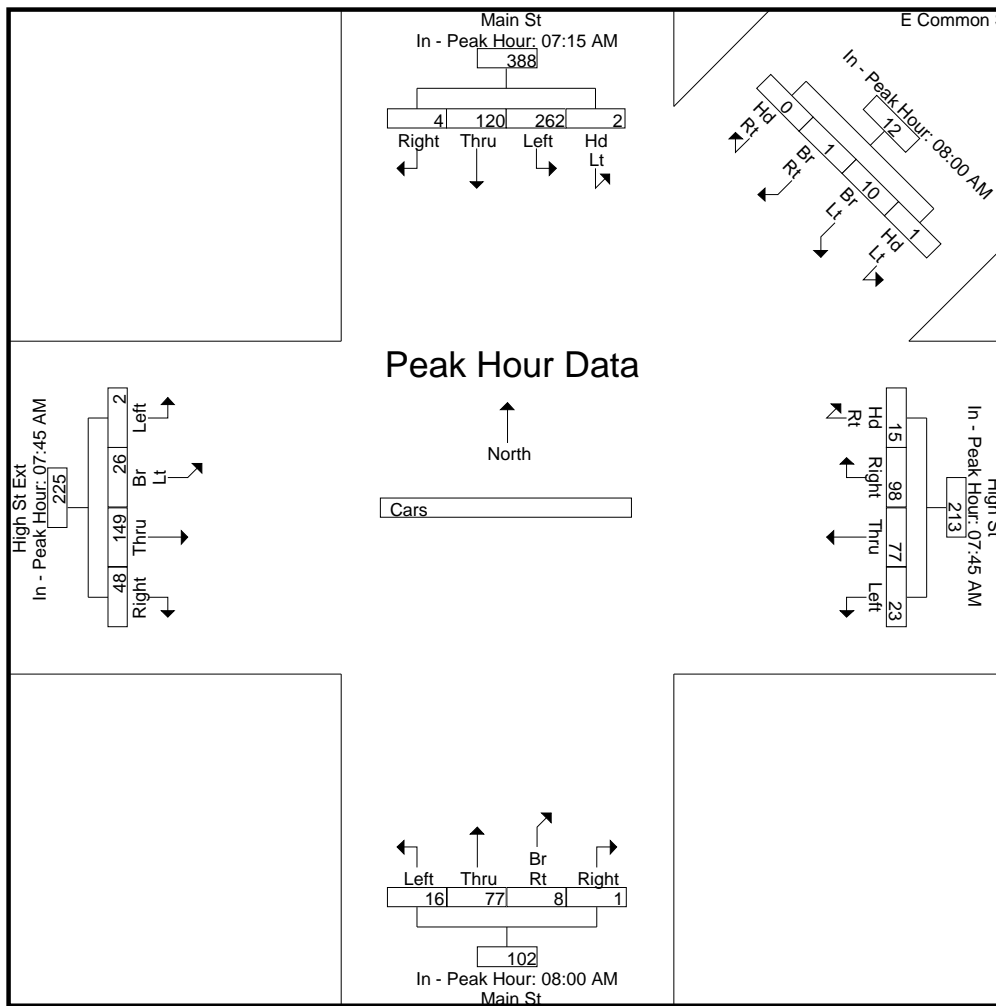 Main St
In - Peak Hour: 07:15 AM
388
4 120 262 2
Right Thru Left Hd Lt
E Common
In - Peak Hour: 08:00 AM
12
0 1 10 1
Hd Rt
Br Rt
Br Lt
Hd Lt
Peak Hour Data
North
Cars
High St Ext
In - Peak Hour: 07:45 AM
225
2 26 149 48
Left
Br Lt
Thru
Right
High St
In - Peak Hour: 07:45 AM
213
15 98 77 23
Hd Rt
Right
Thru
Left
Left Thru Br Rt Right
16 77 8 1
102
In - Peak Hour: 08:00 AM
Main St